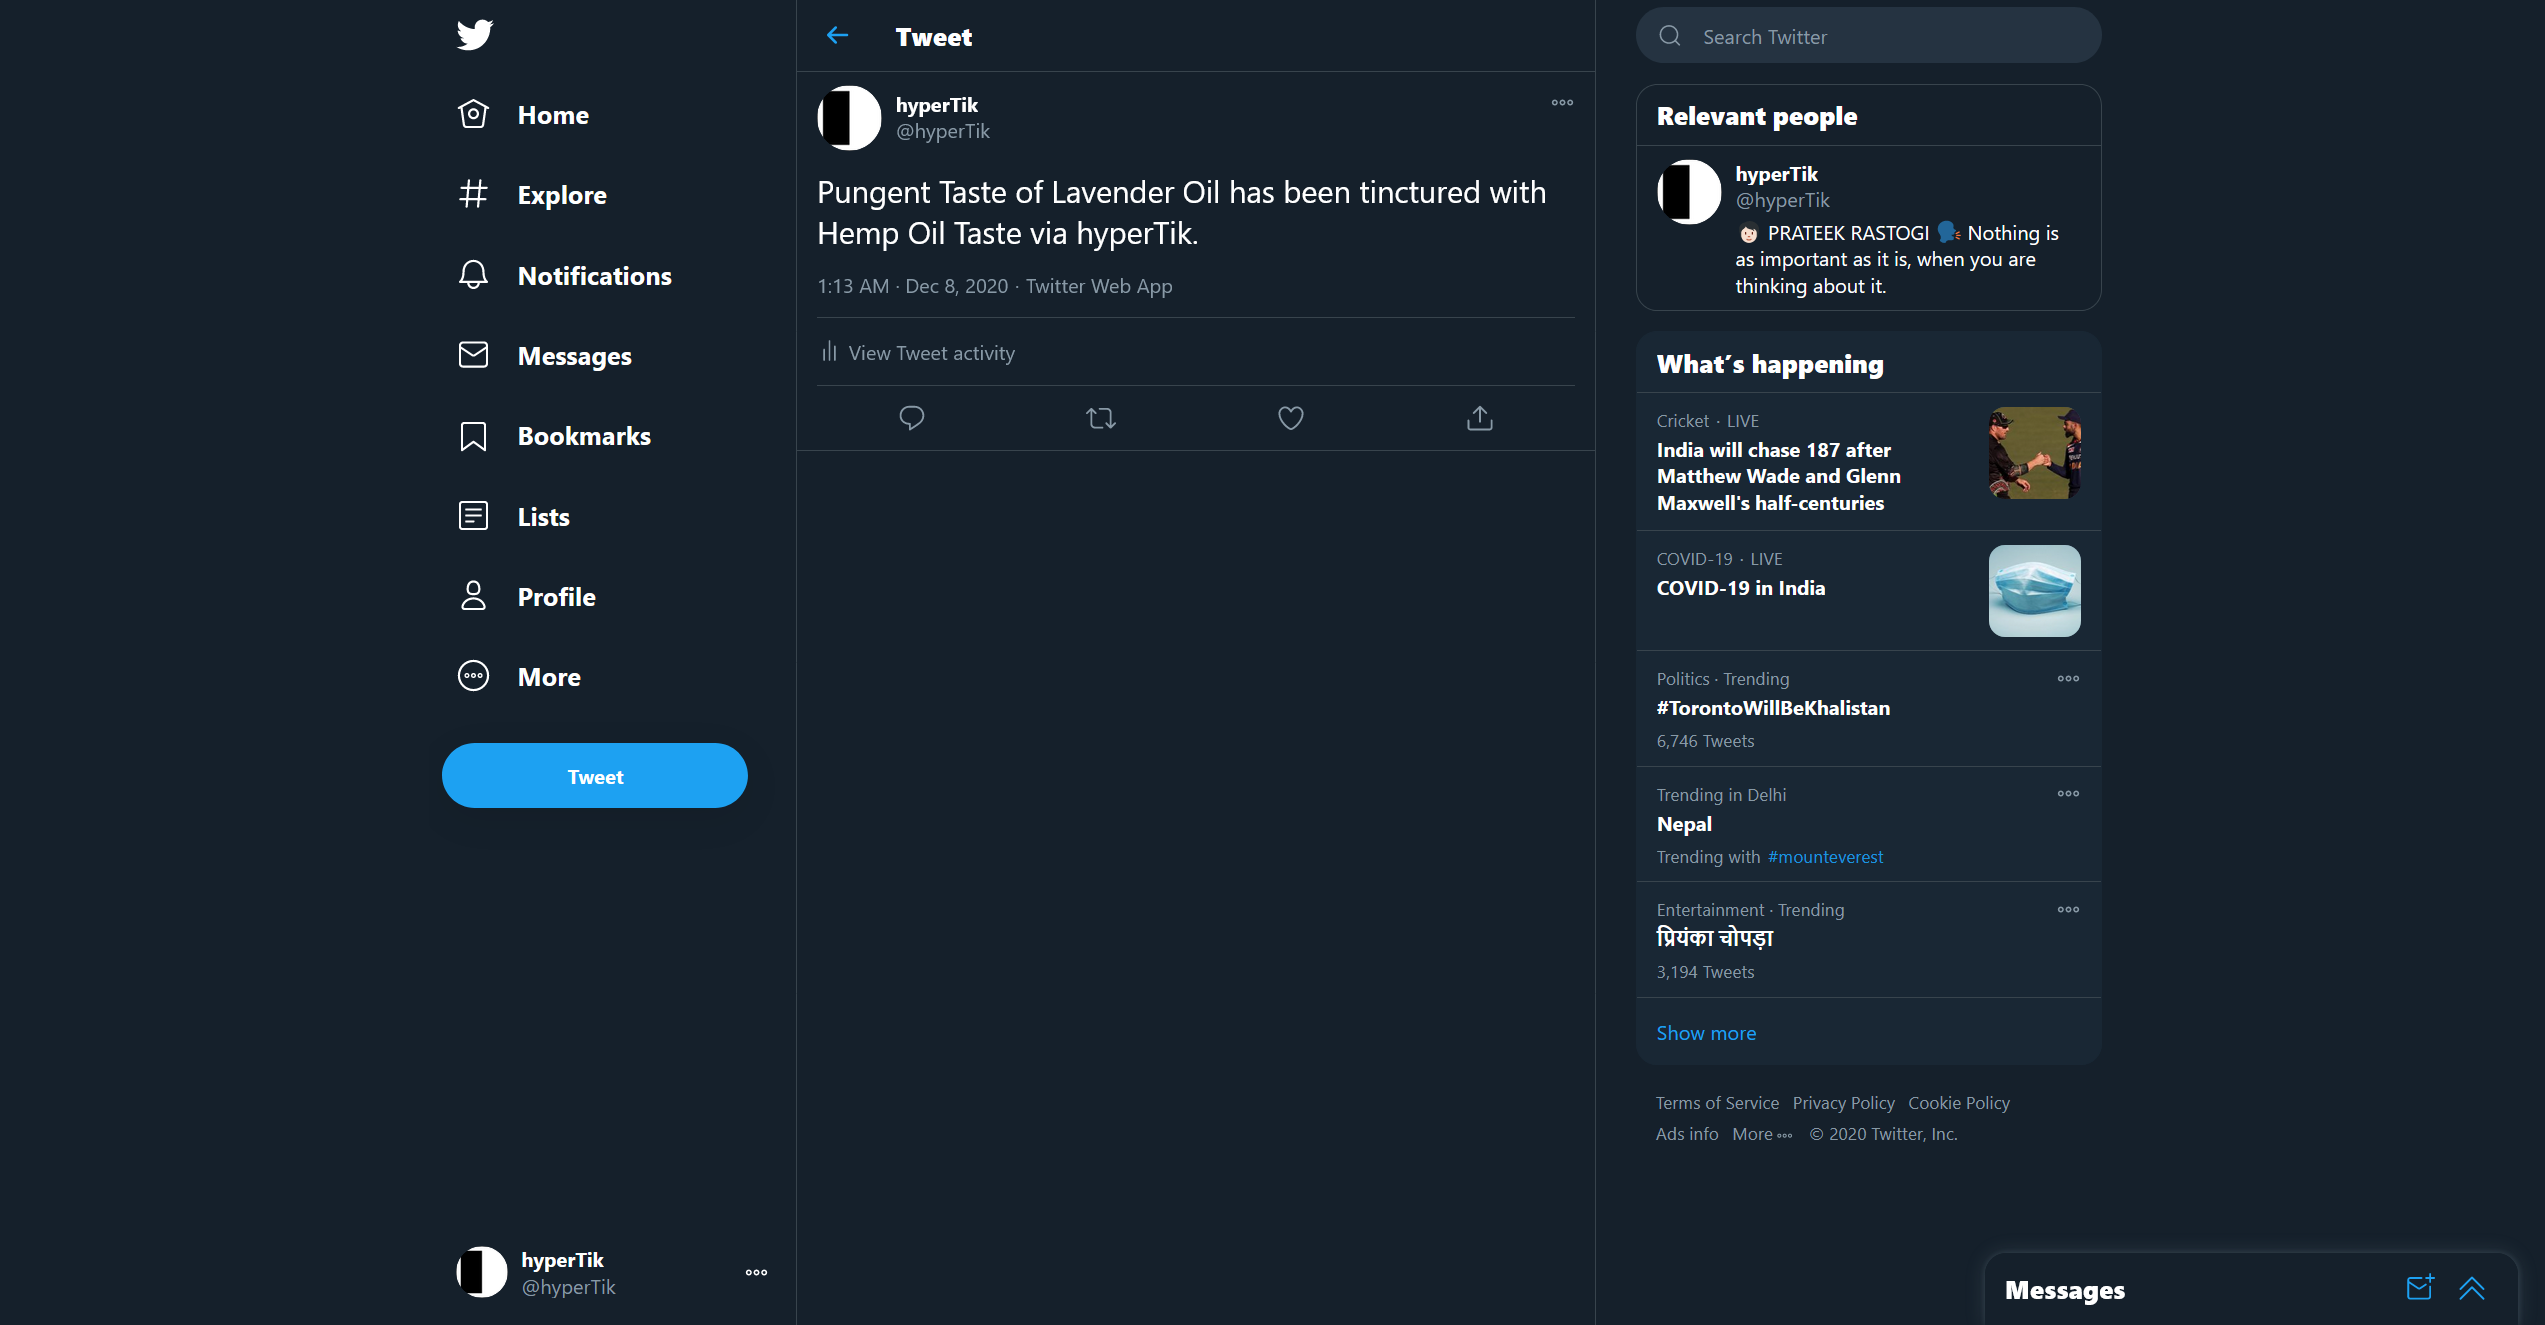 Home
Explore
Notifications
Messages
Bookmarks
Lists
Profile
More
Tweet
hyperTik
@hyperTik
Tweet
hyperTik
@hyperTik
Pungent Taste of Lavender Oil has been tinctured with
Hemp Oil Taste via hyperTik.
1:13 AM · Dec 8, 2020 · Twitter Web App
View Tweet activity
Search Twitter
Relevant people
hyperTik
@hyperTik
PRATEEK RASTOGI Nothing is
as important as it is, when you are
thinking about it.
What's happening
Cricket · LIVE
India will chase 187 after
Matthew Wade and Glenn
Maxwell's half-centuries
COVID-19 · LIVE
COVID-19 in India
Politics · Trending
#TorontoWillBeKhalistan
6,746 Tweets
Trending in Delhi
Nepal
Trending with #mounteverest
Entertainment · Trending
प्रियंका चोपड़ा
3,194 Tweets
Show more
Terms of Service Privacy Policy Cookie Policy
Ads info More © 2020 Twitter, Inc.
Messages